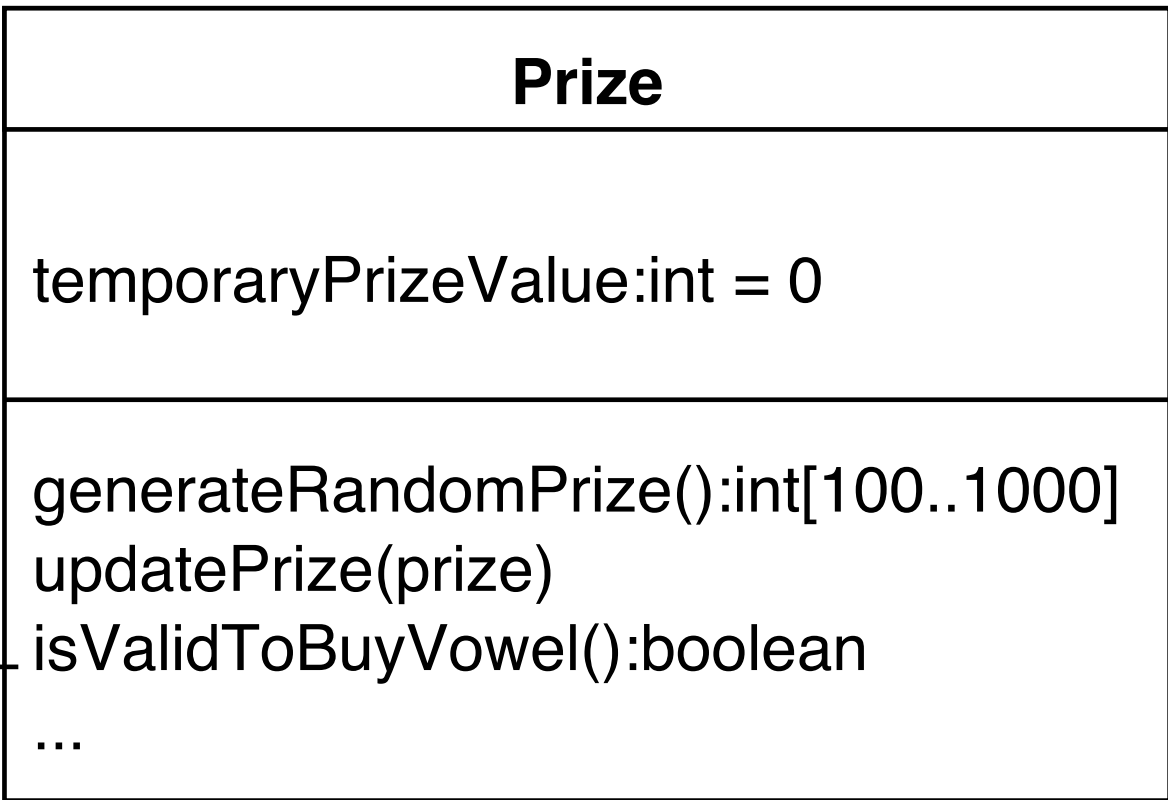 Prize
temporaryPrizeValue:int = 0
generateRandomPrize():int[100..1000]
updatePrize(prize)
isValidToBuyVowel():boolean
...